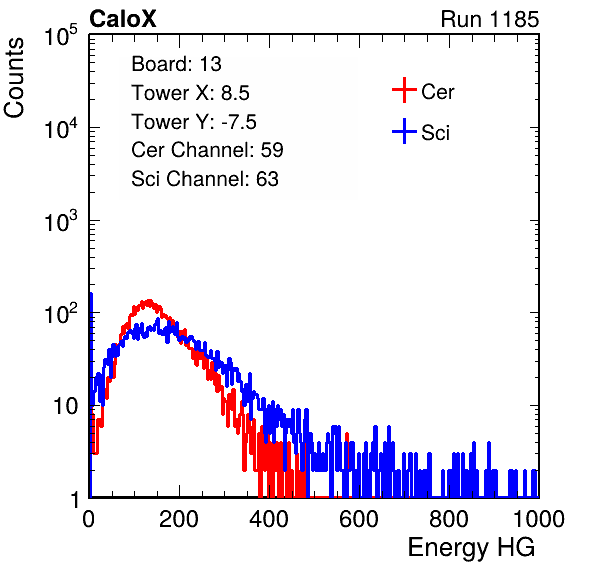 CaloX Run 1185
Counts
10^5
10^4
10^3
10^2
10
1
Board: 13
Tower X: 8.5
Tower Y: -7.5
Cer Channel: 59
Sci Channel: 63
Cer
Sci
0 200 400 600 800 1000
Energy HG